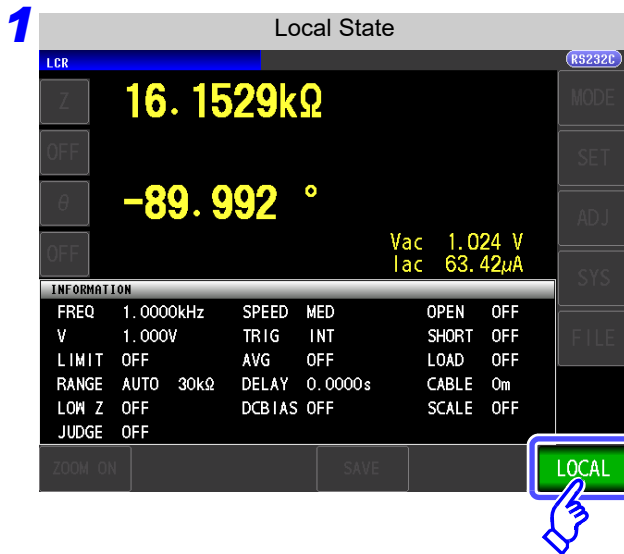 1
Local State
LCR
RS232C
Z 16.1529kΩ MODE
OFF SET
θ -89.992 ° ADJ
OFF Vac 1.024 V
Iac 63.42μA SYS
INFORMATION
FREQ 1.0000kHz SPEED MED OPEN OFF
V 1.000V TRIG INT SHORT OFF FILE
LIMIT OFF AVG OFF LOAD OFF
RANGE AUTO 30kΩ DELAY 0.0000s CABLE 0m
LOW Z OFF DCBIAS OFF SCALE OFF
JUDGE OFF
ZOOM ON SAVE LOCAL